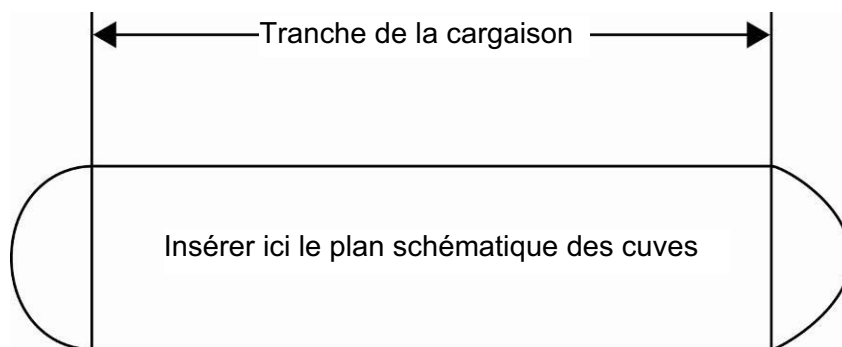 Tranche de la cargaison
Insérer ici le plan schématique des cuves